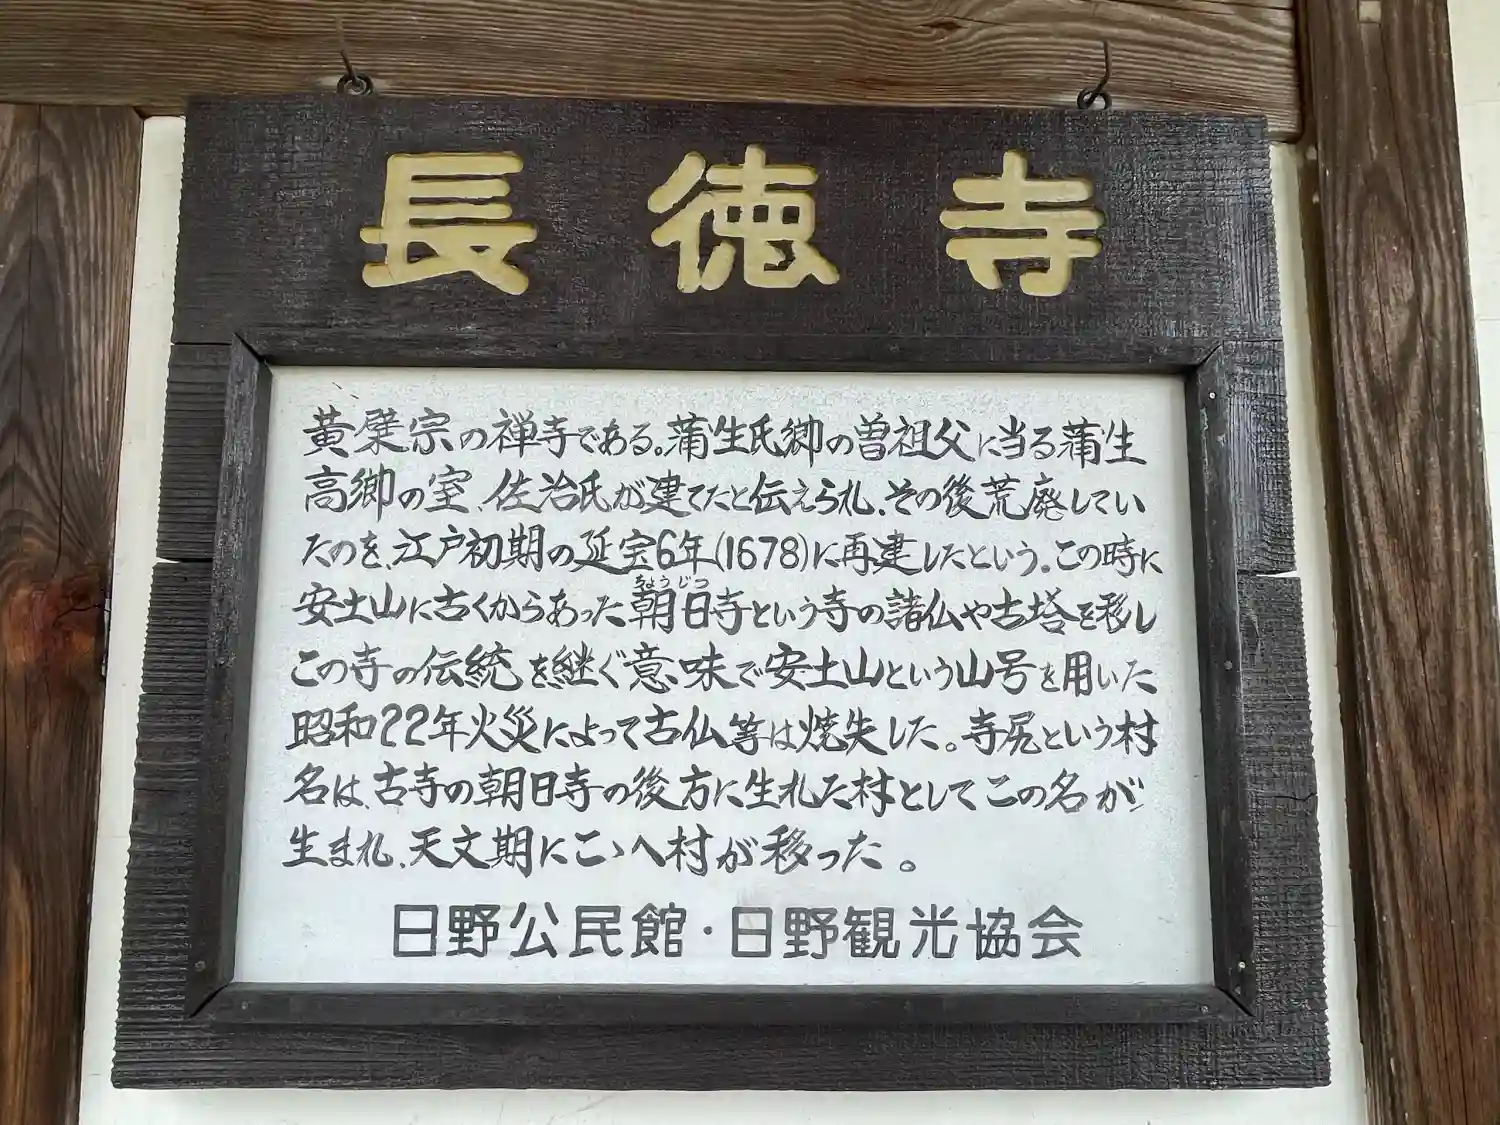 長徳寺
黄檗宗の禅寺である。蒲生氏郷の曽祖父に当る蒲生
高郷の室、佐治氏が建てたと伝えられ、その後荒廃してい
たのを、江戸初期の延宝6年(1678)に再建したという。この時に
ちょうじつ
安土山に古くからあった朝日寺という寺の諸仏や古塔を移し
この寺の伝統を継ぐ意味で安土山という山号を用いた
昭和22年火災によって古仏等は焼失した。寺尻という村
名は、古寺の朝日寺の後方に生れた村としてこの名が
生まれ、天文期にこゝへ村が移った。
日野公民館・日野観光協会